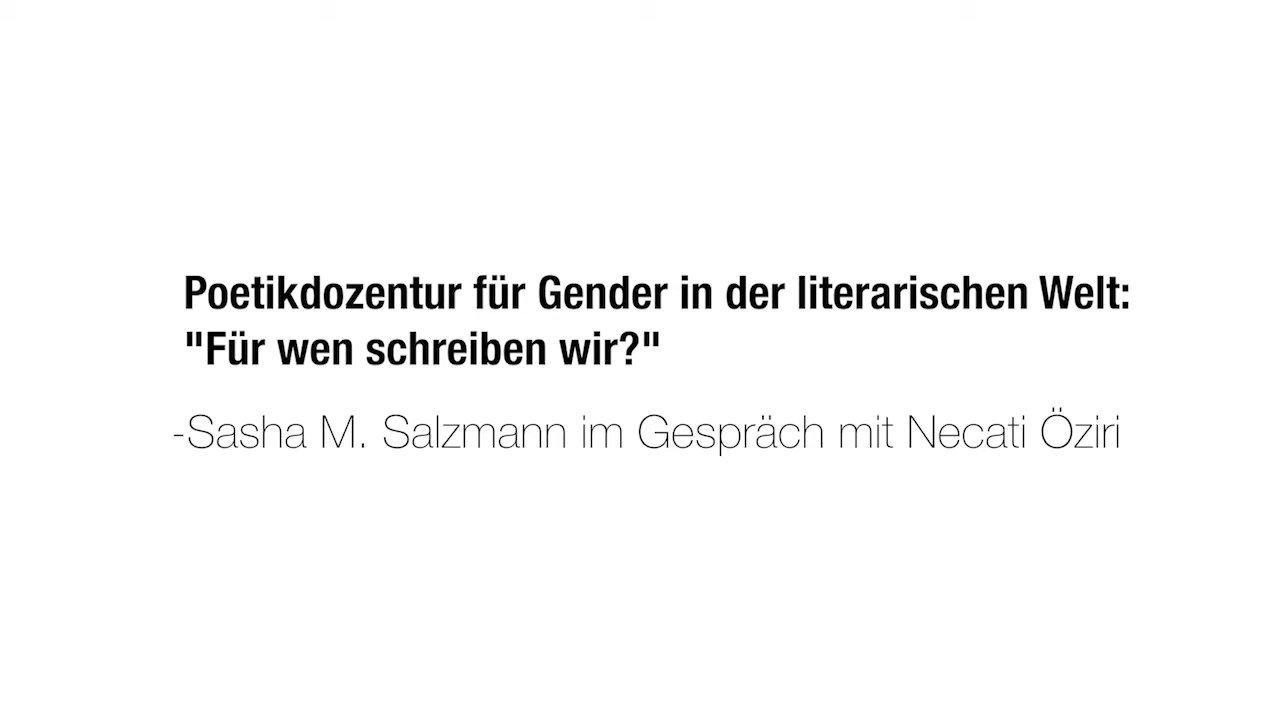 Poetikdozentur für Gender in der literarischen Welt:
"Für wen schreiben wir?"
-Sasha M. Salzmann im Gespräch mit Necati Öziri